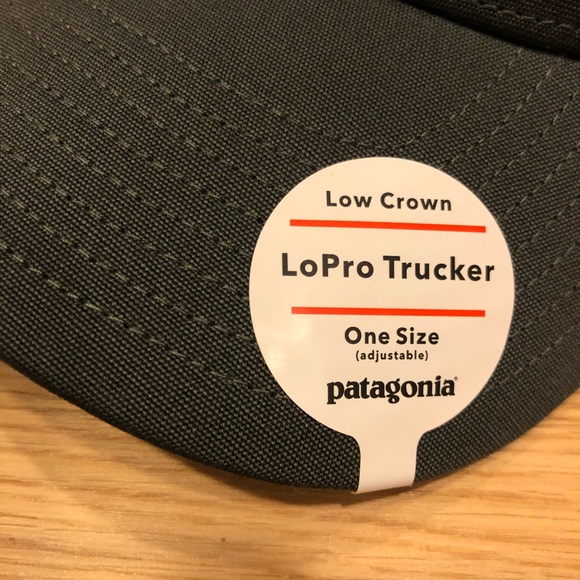 Low Crown
LoPro Trucker
One Size
(adjustable)
patagonia®